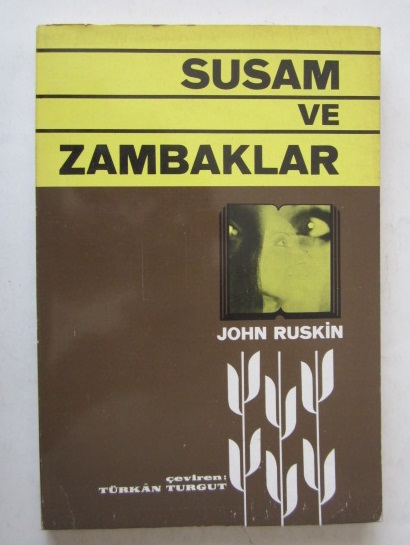 SUSAM
VE
ZAMBAKLAR
JOHN RUSKİN
çeviren:
TÜRKÂN TURGUT